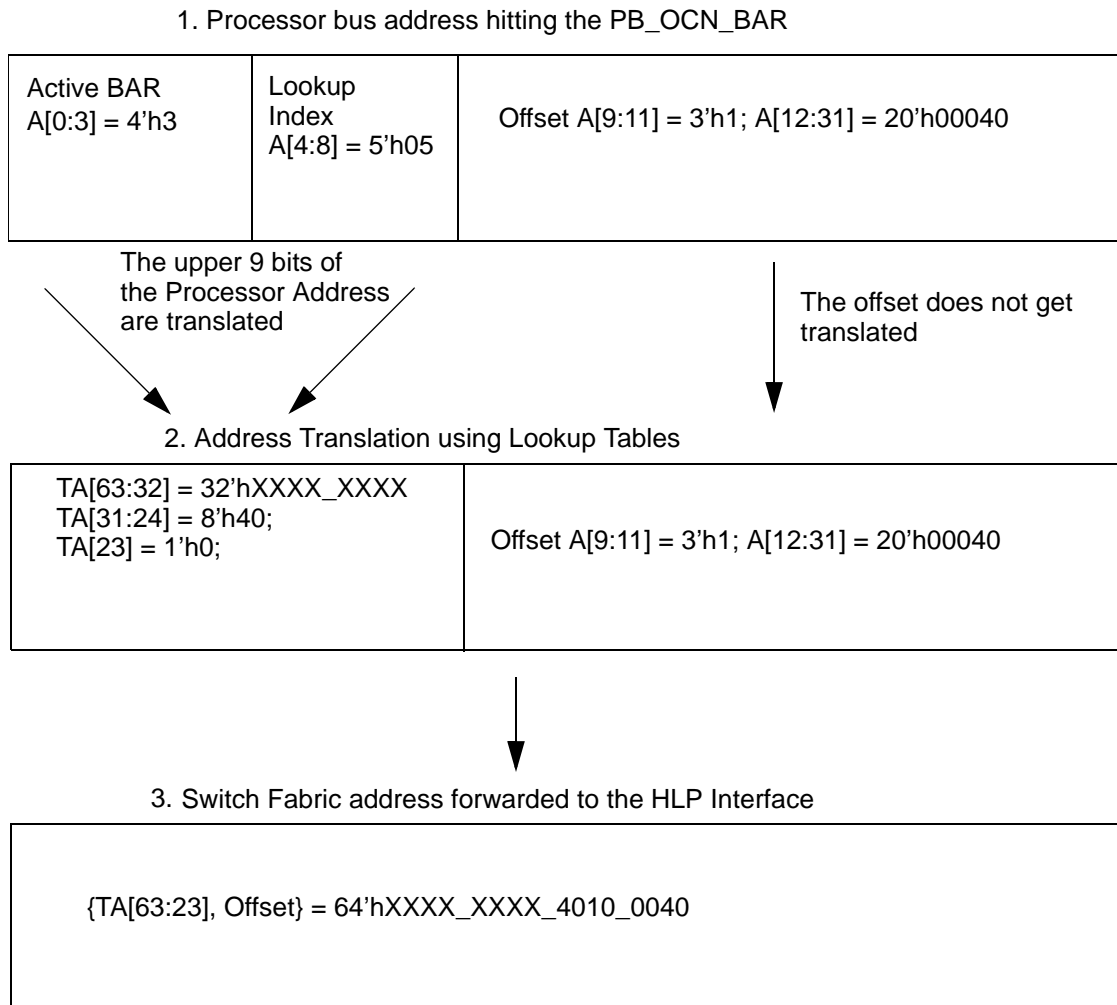 1. Processor bus address hitting the PB_OCN_BAR
Active BAR
A[0:3] = 4'h3
Lookup
Index
A[4:8] = 5'h05
Offset A[9:11] = 3'h1; A[12:31] = 20'h00040
The upper 9 bits of
the Processor Address
are translated
The offset does not get
translated
2. Address Translation using Lookup Tables
TA[63:32] = 32'hXXXX_XXXX
TA[31:24] = 8'h40;
TA[23] = 1'h0;
Offset A[9:11] = 3'h1; A[12:31] = 20'h00040
3. Switch Fabric address forwarded to the HLP Interface
{TA[63:23], Offset} = 64'hXXXX_XXXX_4010_0040